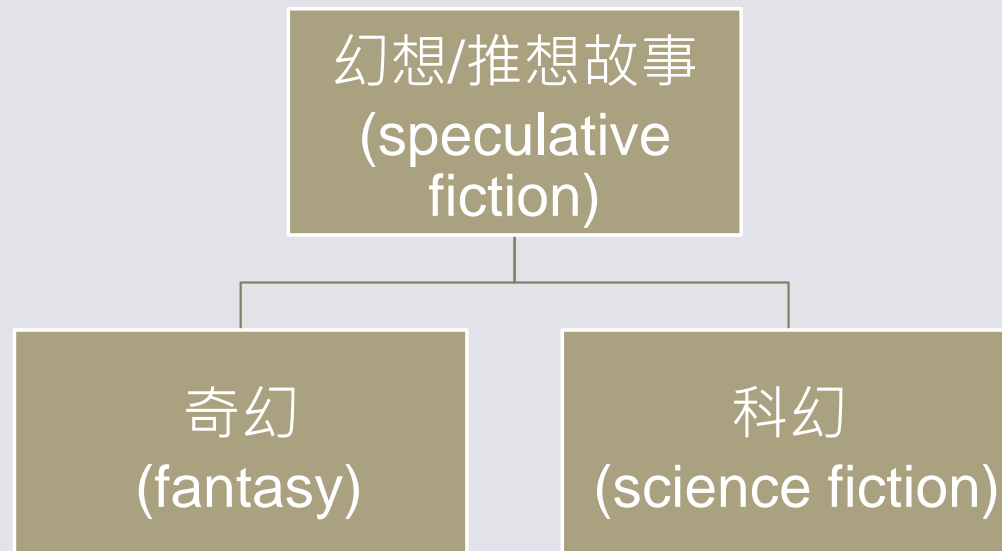 幻想/推想故事
(speculative
fiction)
奇幻
(fantasy)
科幻
(science fiction)